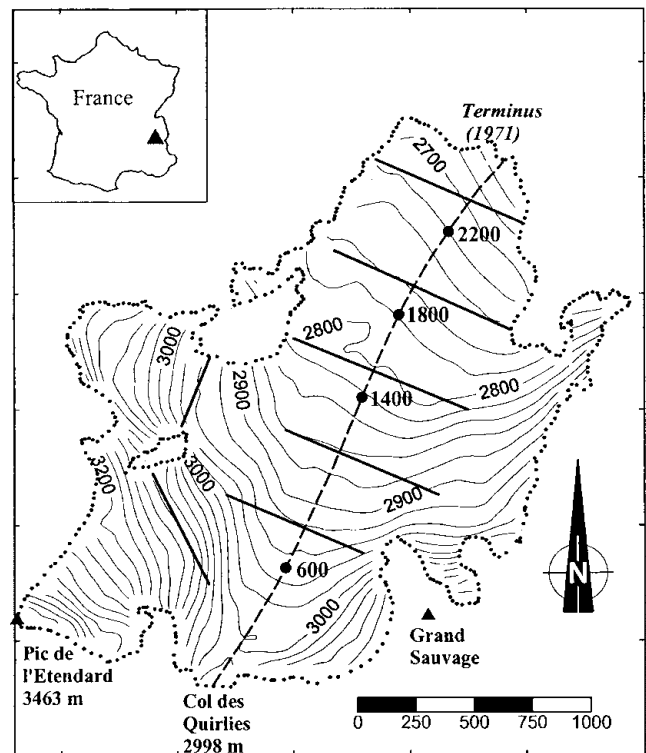 France
Terminus
(1971)
2700
2200
1800
2800
3000
2900
2800
1400
3200
3000
2900
600
3000
N
Pic de
l'Etendard
3463 m
Grand
Sauvage
Col des
Quirlies
2998 m
0 250 500 750 1000